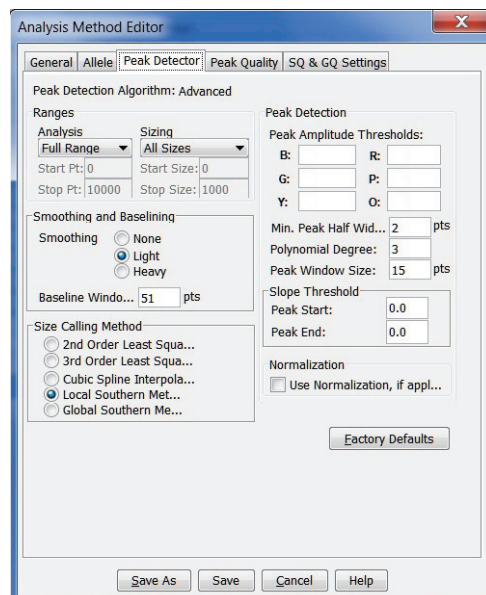 Analysis Method Editor
X
General Allele Peak Detector Peak Quality SQ & GQ Settings
Peak Detection Algorithm: Advanced
Ranges
Analysis Sizing
Full Range All Sizes
Start Pt: 0 Start Size: 0
Stop Pt: 10000 Stop Size: 1000
Smoothing and Baselining
Smoothing None
Light
Heavy
Baseline Windo... 51 pts
Size Calling Method
2nd Order Least Squa...
3rd Order Least Squa...
Cubic Spline Interpola...
Local Southern Met...
Global Southern Me...
Peak Detection
Peak Amplitude Thresholds:
B: R:
G: P:
Y: O:
Min. Peak Half Wid... 2 pts
Polynomial Degree: 3
Peak Window Size: 15 pts
Slope Threshold
Peak Start: 0.0
Peak End: 0.0
Normalization
Use Normalization, if appl...
Factory Defaults
Save As Save Cancel Help